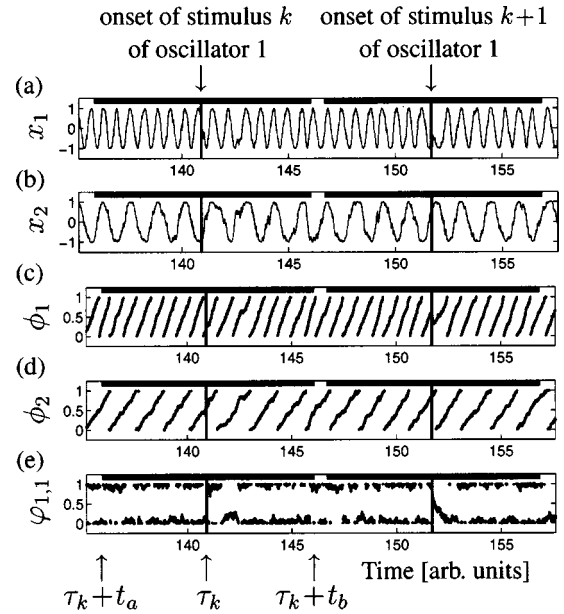 onset of stimulus k
of oscillator 1
onset of stimulus k+1
of oscillator 1
(a)
x₁
1
0
−1
140
145
150
155
(b)
x₂
1
0
−1
140
145
150
155
(c)
ϕ₁
1
0.5
0
140
145
150
155
(d)
ϕ₂
1
0.5
0
140
145
150
155
(e)
φ₁,₁
1
0.5
0
140
145
150
155
τₖ+tₐ
τₖ
τₖ+t_b
Time [arb. units]